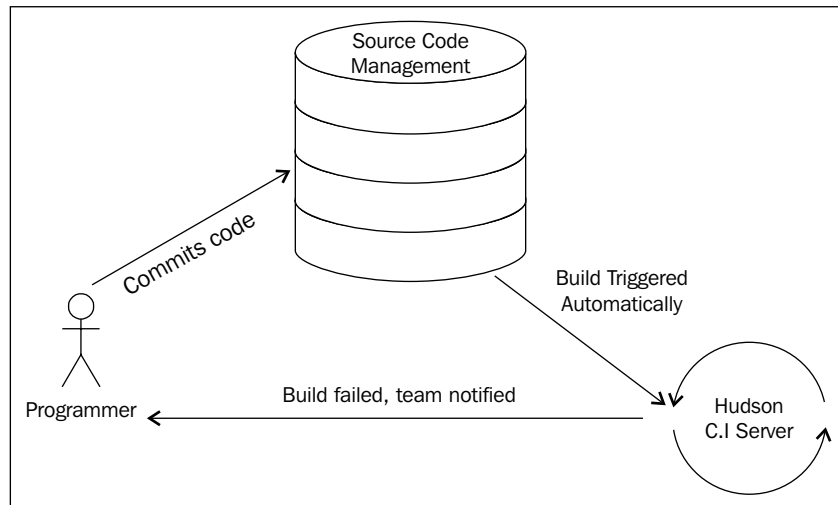 Source Code
Management
Commits code
Build Triggered
Automatically
Programmer
Build failed, team notified
Hudson
C.I Server